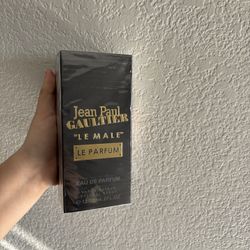 Jean Paul
GAULTIER
"LE MALE"
LE PARFUM
EAU DE PARFUM